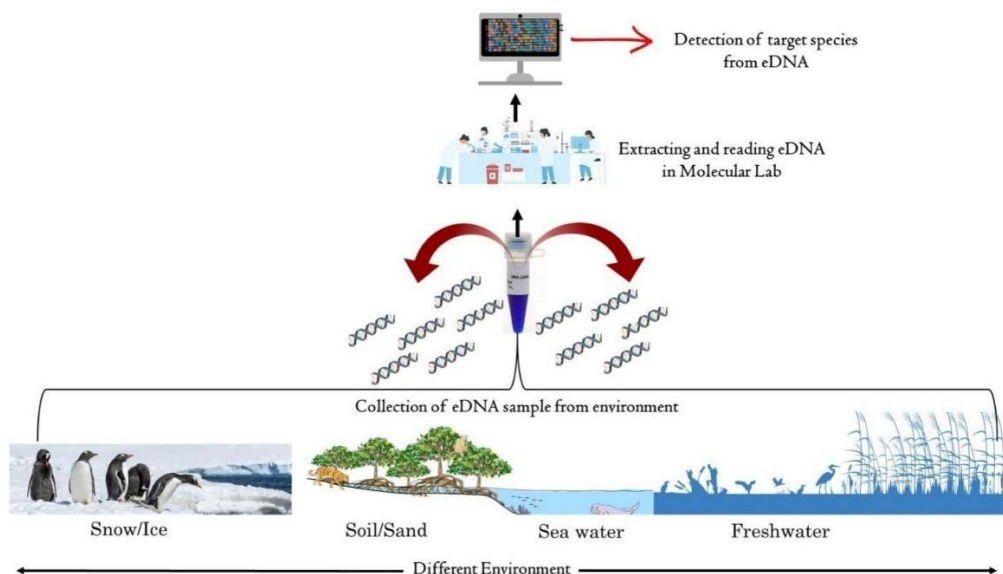 Detection of target species
from eDNA
Extracting and reading eDNA
in Molecular Lab
Collection of eDNA sample from environment
Snow/Ice
Soil/Sand
Sea water
Freshwater
Different Environment